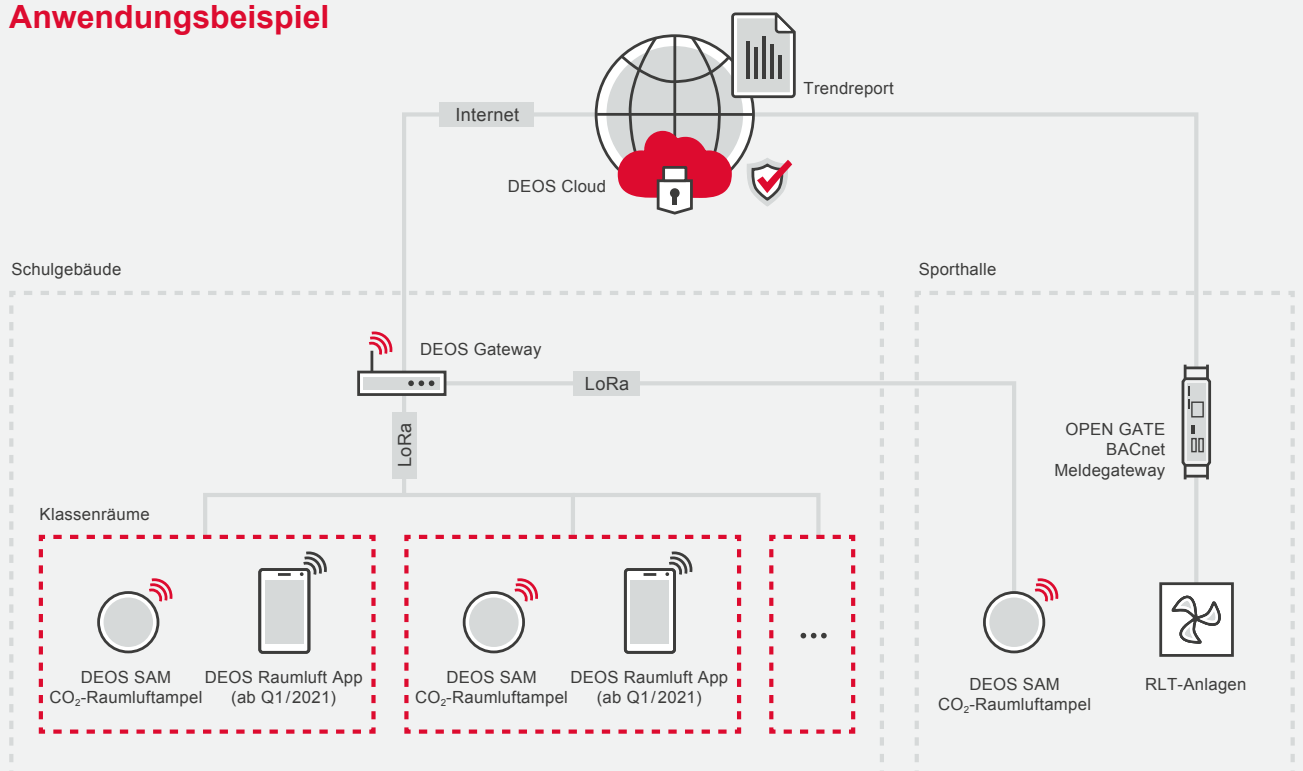 Anwendungsbeispiel
Trendreport
Internet
DEOS Cloud
Schulgebäude
Sporthalle
DEOS Gateway
LoRa
LoRa
OPEN GATE
BACnet
Meldegateway
Klassenräume
DEOS SAM
CO₂-Raumluftampel
DEOS Raumluft App
(ab Q1/2021)
DEOS SAM
CO₂-Raumluftampel
DEOS Raumluft App
(ab Q1/2021)
...
DEOS SAM
CO₂-Raumluftampel
RLT-Anlagen